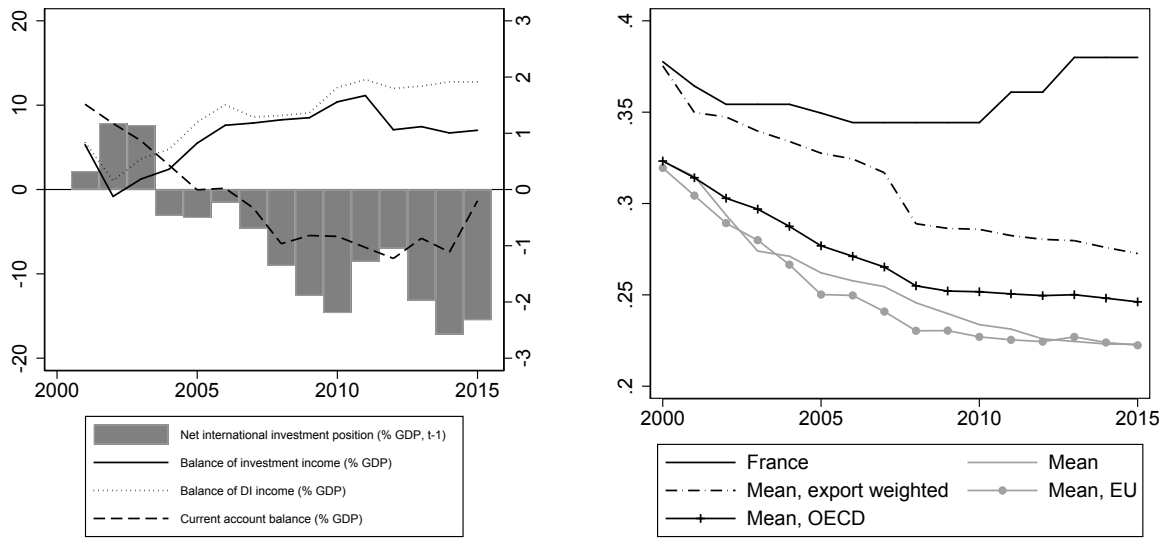 20
10
0
-10
-20
3
2
1
0
-1
-2
-3
2000 2005 2010 2015
Net international investment position (% GDP, t-1)
Balance of investment income (% GDP)
Balance of DI income (% GDP)
Current account balance (% GDP)
.4
.35
.3
.25
.2
2000 2005 2010 2015
France Mean
Mean, export weighted Mean, EU
Mean, OECD